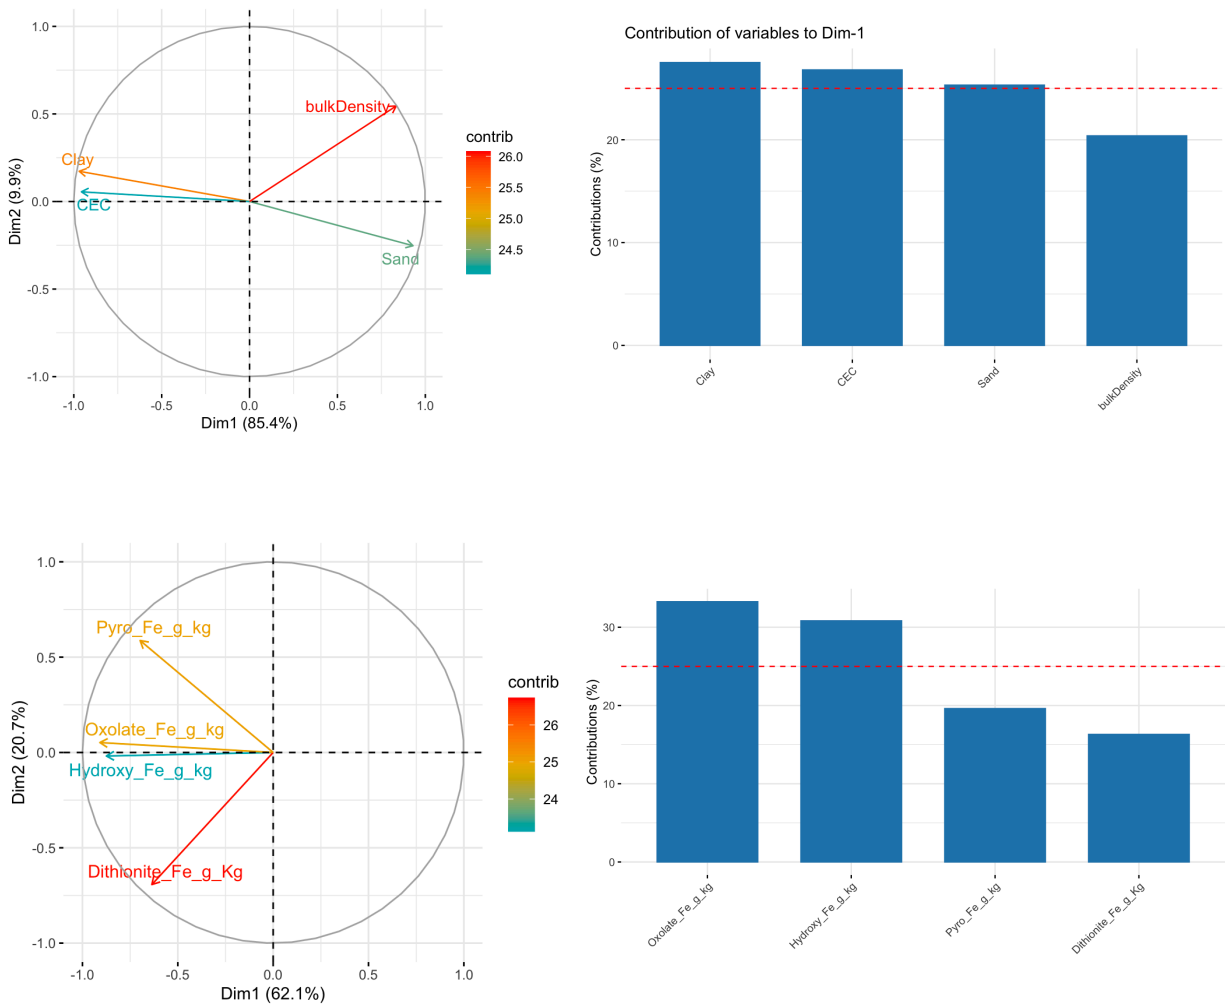 1.0
0.5
0.0
-0.5
-1.0
Dim2 (9.9%)
bulkDensity
Clay
CEC
Sand
-1.0 -0.5 0.0 0.5 1.0
Dim1 (85.4%)
contrib
26.0
25.5
25.0
24.5
Contribution of variables to Dim-1
Contributions (%)
20
10
0
Clay CEC Sand bulkDensity
1.0
0.5
0.0
-0.5
-1.0
Dim2 (20.7%)
Pyro_Fe_g_kg
Oxolate_Fe_g_kg
Hydroxy_Fe_g_kg
Dithionite_Fe_g_Kg
-1.0 -0.5 0.0 0.5 1.0
Dim1 (62.1%)
contrib
26
25
24
Contributions (%)
30
20
10
0
Oxolate_Fe_g_kg Hydroxy_Fe_g_kg Pyro_Fe_g_kg Dithionite_Fe_g_Kg